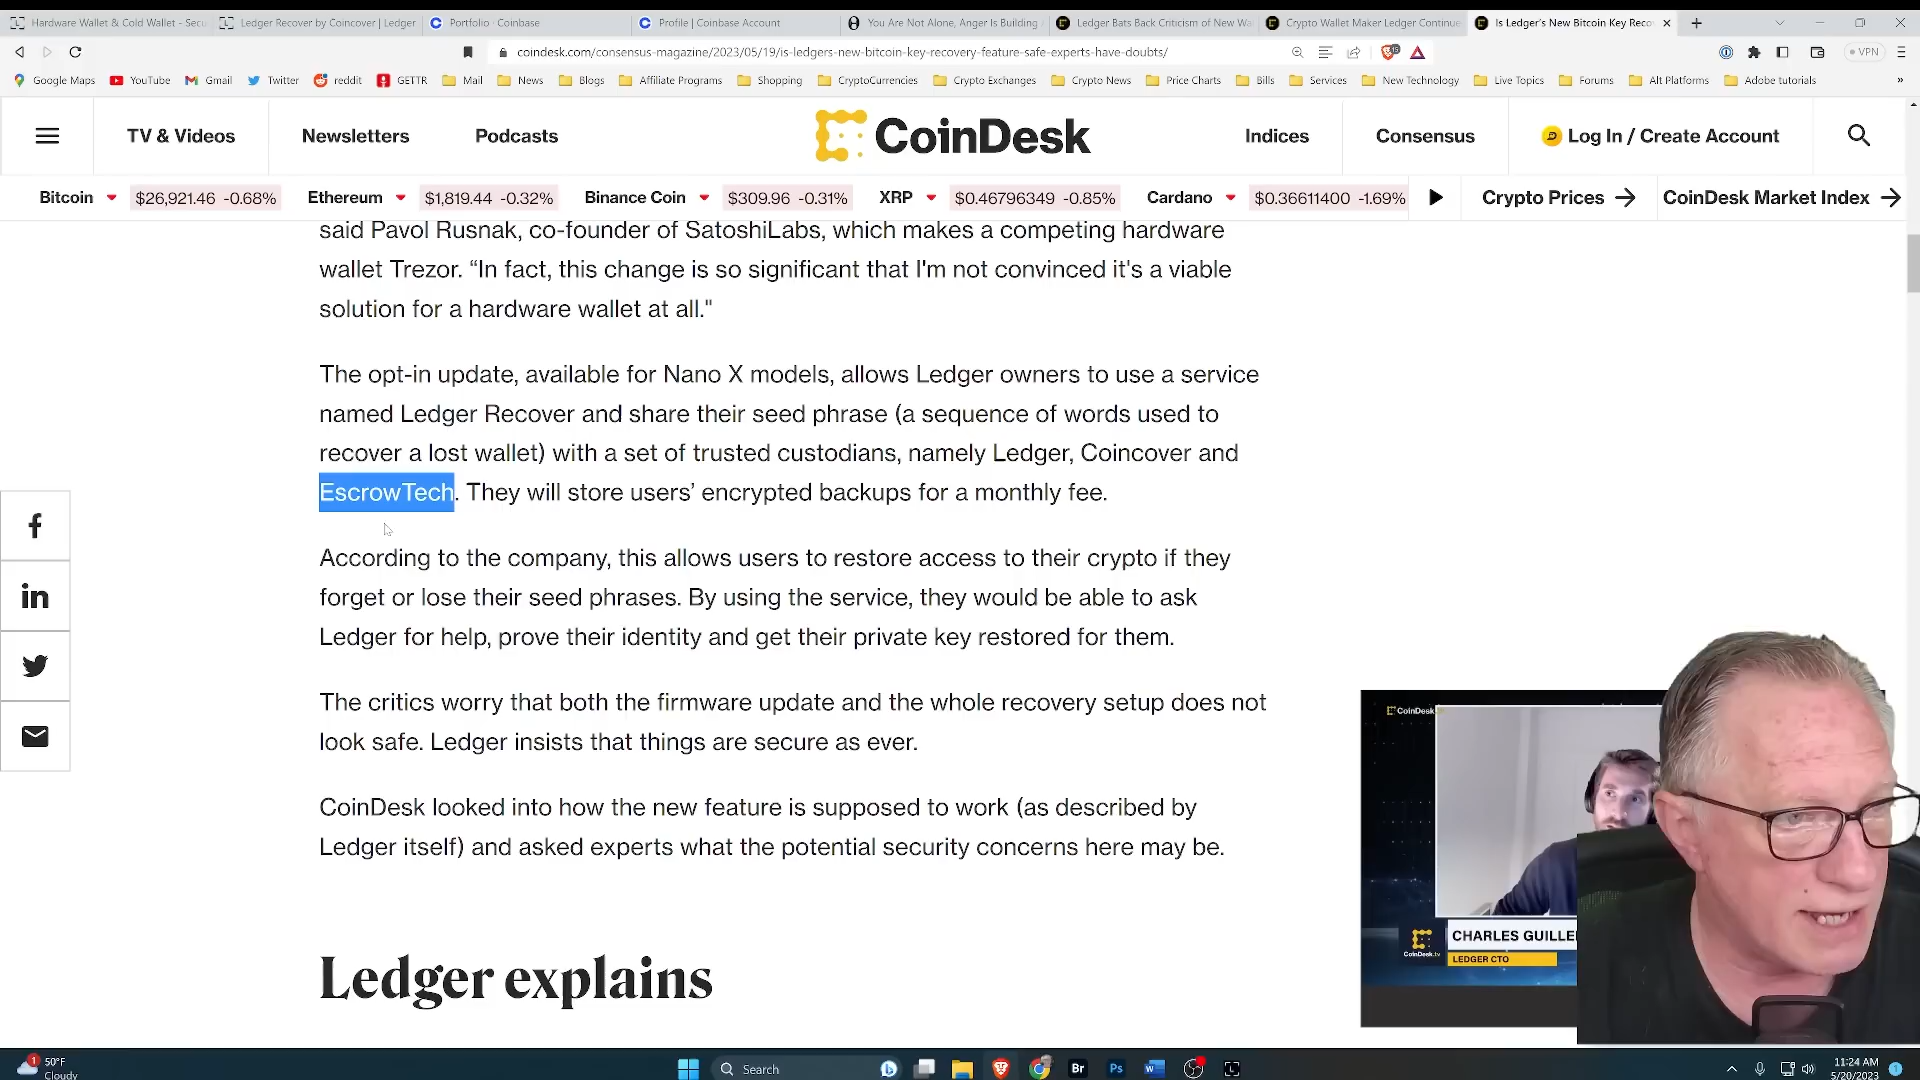 Hardware Wallet & Cold Wallet - Secu
Ledger Recover by Coincover | Ledger
Portfolio - Coinbase
Profile | Coinbase Account
You Are Not Alone, Anger Is Building
Ledger Bats Back Criticism of New Wa
Crypto Wallet Maker Ledger Continue
Is Ledger's New Bitcoin Key Reco
coindesk.com/consensus-magazine/2023/05/19/is-ledgers-new-bitcoin-key-recovery-feature-safe-experts-have-doubts/
VPN
Google Maps YouTube Gmail Twitter reddit GETTR Mail News Blogs Affiliate Programs Shopping CryptoCurrencies Crypto Exchanges Crypto News Price Charts Bills Services New Technology Live Topics Forums Alt Platforms Adobe tutorials »
TV & Videos Newsletters Podcasts CoinDesk Indices Consensus Log In / Create Account
Bitcoin $26,921.46 -0.68% Ethereum $1,819.44 -0.32% Binance Coin $309.96 -0.31% XRP $0.46796349 -0.85% Cardano $0.36611400 -1.69% Crypto Prices → CoinDesk Market Index →
said Pavol Rusnak, co-founder of SatoshiLabs, which makes a competing hardware
wallet Trezor. “In fact, this change is so significant that I'm not convinced it's a viable
solution for a hardware wallet at all."
The opt-in update, available for Nano X models, allows Ledger owners to use a service
named Ledger Recover and share their seed phrase (a sequence of words used to
recover a lost wallet) with a set of trusted custodians, namely Ledger, Coincover and
EscrowTech. They will store users’ encrypted backups for a monthly fee.
According to the company, this allows users to restore access to their crypto if they
forget or lose their seed phrases. By using the service, they would be able to ask
Ledger for help, prove their identity and get their private key restored for them.
The critics worry that both the firmware update and the whole recovery setup does not
look safe. Ledger insists that things are secure as ever.
CoinDesk looked into how the new feature is supposed to work (as described by
Ledger itself) and asked experts what the potential security concerns here may be.
Ledger explains
CoinDesk
CHARLES GUILLE
LEDGER CTO
CoinDesk.tv
1
50°F
Cloudy
Search
Br
Ps
11:24 AM
5/20/2023
1